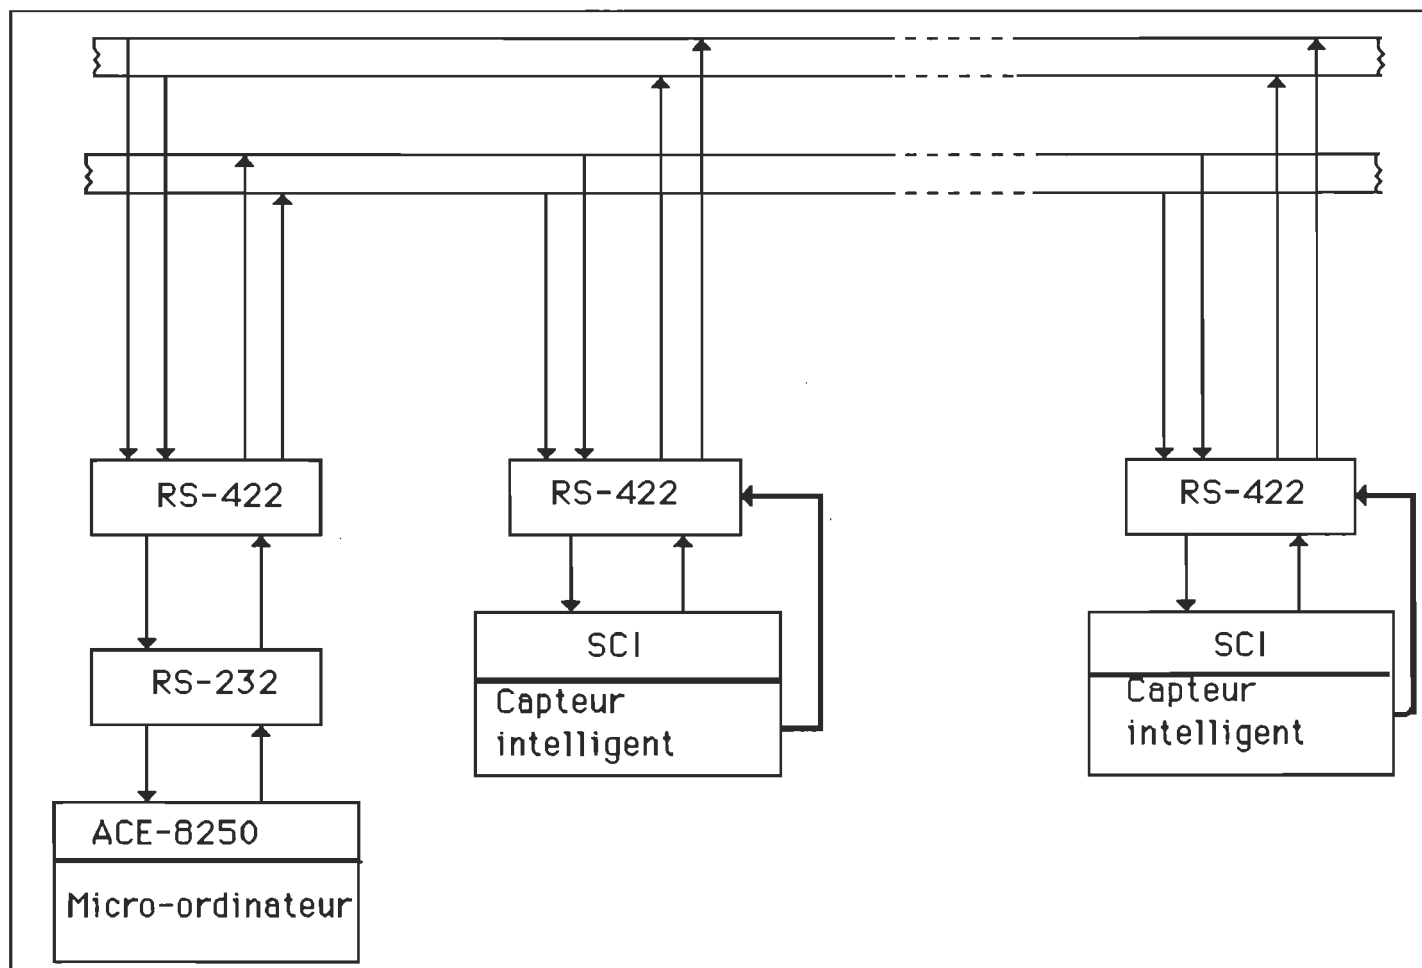 RS-422
RS-422
RS-422
RS-232
SCI
SCI
Capteur
intelligent
Capteur
intelligent
ACE-8250
Micro-ordinateur